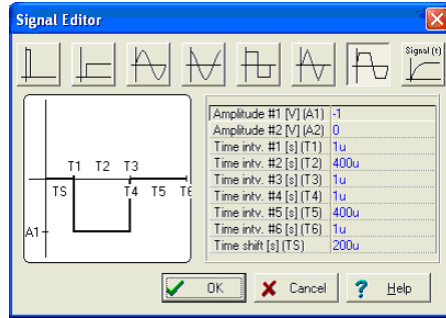 Signal Editor
Signal (t)
T1 T2 T3
TS T4 T5 T6
A1
Amplitude #1 [V] (A1) -1
Amplitude #2 [V] (A2) 0
Time intv. #1 [s] (T1) 1u
Time intv. #2 [s] (T2) 400u
Time intv. #3 [s] (T3) 1u
Time intv. #4 [s] (T4) 1u
Time intv. #5 [s] (T5) 400u
Time intv. #6 [s] (T6) 1u
Time shift [s] (TS) 200u
OK Cancel ? Help